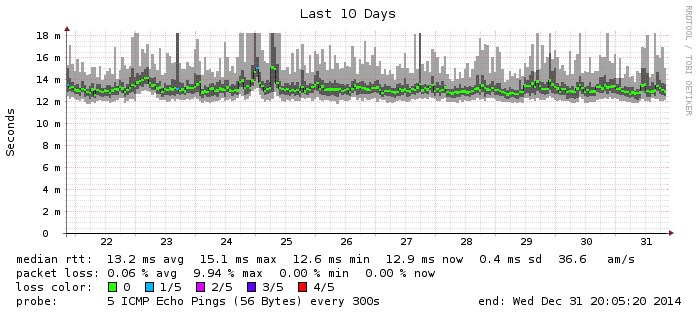 Last 10 Days
RRDTOOL / TOBI OETIKER
Seconds
18 m
16 m
14 m
12 m
10 m
8 m
6 m
4 m
2 m
0
22 23 24 25 26 27 28 29 30 31
median rtt: 13.2 ms avg 15.1 ms max 12.6 ms min 12.9 ms now 0.4 ms sd 36.6 am/s
packet loss: 0.06 % avg 9.94 % max 0.00 % min 0.00 % now
loss color: 0 1/5 2/5 3/5 4/5
probe: 5 ICMP Echo Pings (56 Bytes) every 300s end: Wed Dec 31 20:05:20 2014